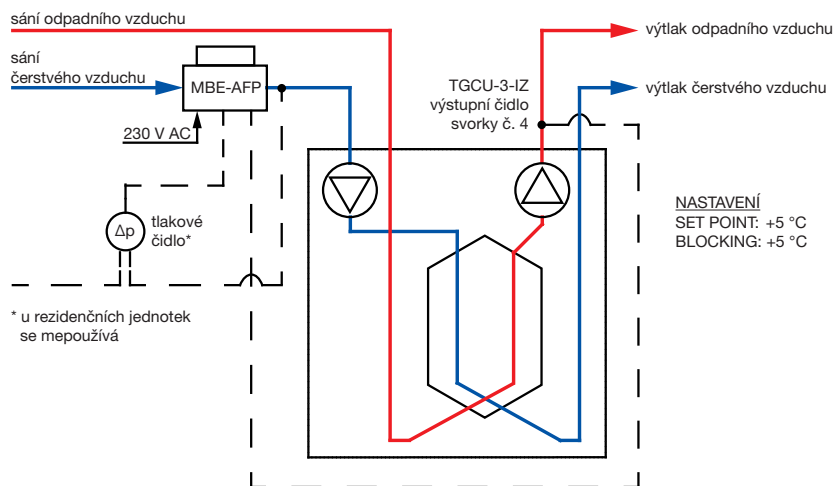 sání odpadního vzduchu
výtlak odpadního vzduchu
sání
čerstvého vzduchu
MBE-AFP
TGCU-3-IZ
výstupní čidlo
svorky č. 4
výtlak čerstvého vzduchu
230 V AC
Δp
tlakové
čidlo*
NASTAVENÍ
SET POINT: +5 °C
BLOCKING: +5 °C
* u rezidenčních jednotek
se mepoužívá